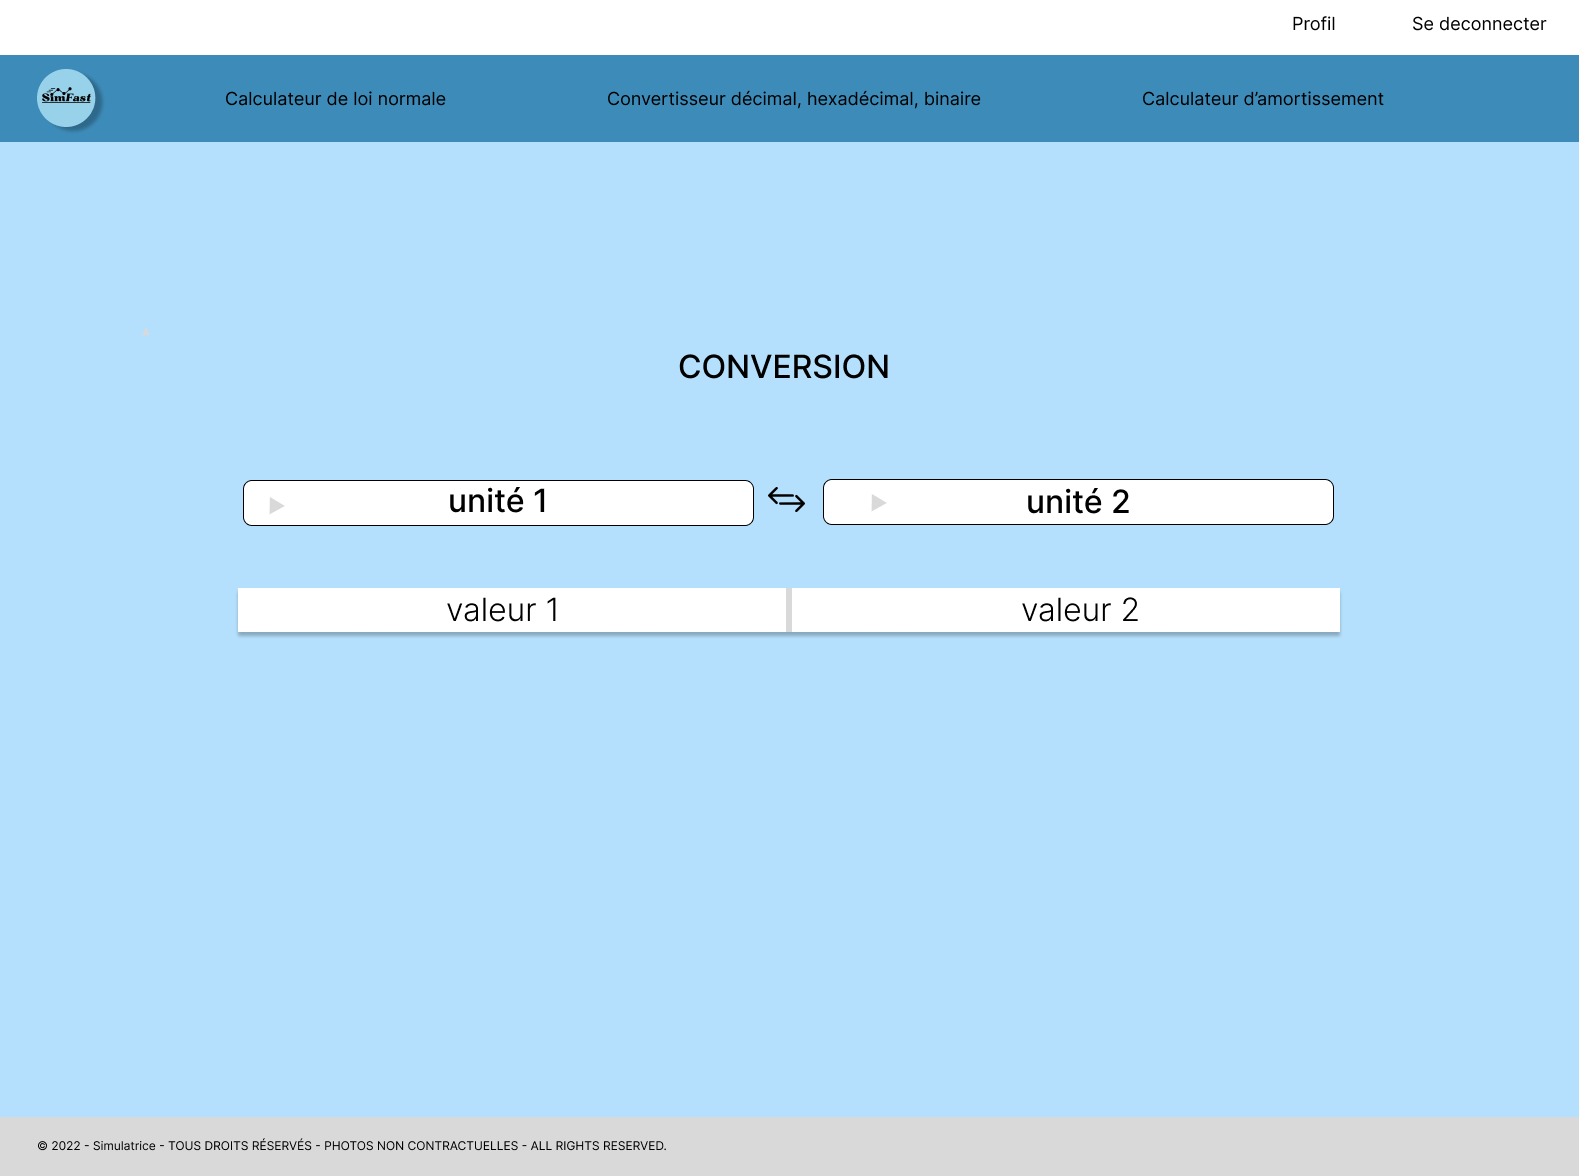 Profil Se deconnecter
SimFast
Calculateur de loi normale Convertisseur décimal, hexadécimal, binaire Calculateur d’amortissement
CONVERSION
unité 1 unité 2
valeur 1 valeur 2
© 2022 - Simulatrice - TOUS DROITS RÉSERVÉS - PHOTOS NON CONTRACTUELLES - ALL RIGHTS RESERVED.